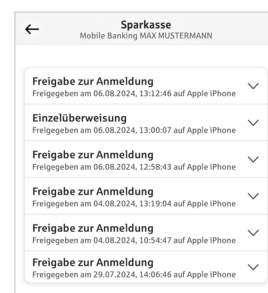 Sparkasse
Mobile Banking MAX MUSTERMANN
Freigabe zur Anmeldung
Freigegeben am 06.08.2024, 13:12:46 auf Apple iPhone
Einzelüberweisung
Freigegeben am 06.08.2024, 13:00:07 auf Apple iPhone
Freigabe zur Anmeldung
Freigegeben am 06.08.2024, 12:58:43 auf Apple iPhone
Freigabe zur Anmeldung
Freigegeben am 04.08.2024, 13:19:04 auf Apple iPhone
Freigabe zur Anmeldung
Freigegeben am 04.08.2024, 10:54:47 auf Apple iPhone
Freigabe zur Anmeldung
Freigegeben am 29.07.2024, 14:06:46 auf Apple iPhone